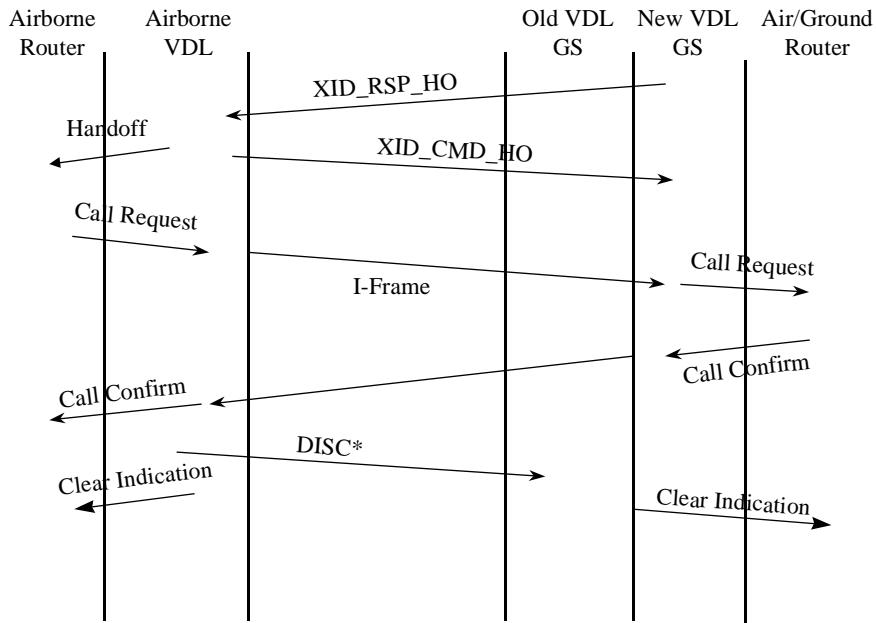 Airborne
Router
Airborne
VDL
Old VDL
GS
New VDL
GS
Air/Ground
Router
XID_RSP_HO
Handoff
XID_CMD_HO
Call Request
Call Request
I-Frame
Call Confirm
Call Confirm
DISC*
Clear Indication
Clear Indication